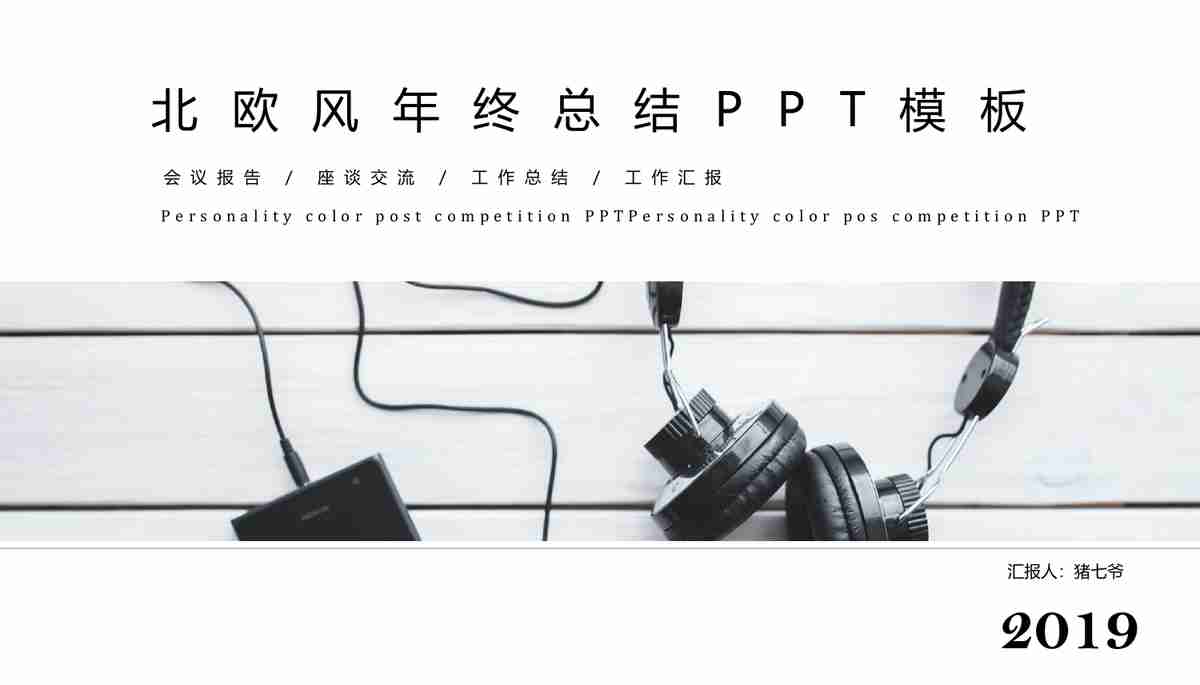 北欧风年终总结PPT模板
会议报告 / 座谈交流 / 工作总结 / 工作汇报
Personality color post competition PPTPersonality color pos competition PPT
汇报人：猪七爷
2019